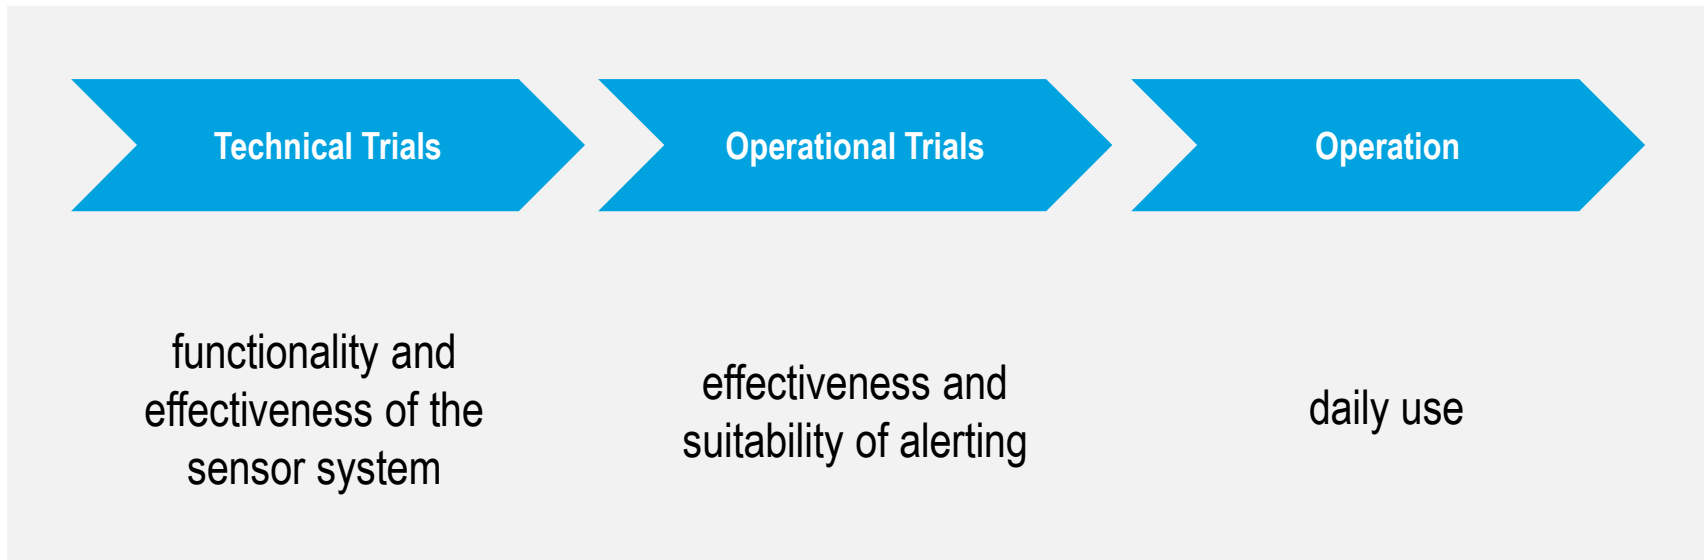 Technical Trials
Operational Trials
Operation
functionality and
effectiveness of the
sensor system
effectiveness and
suitability of alerting
daily use